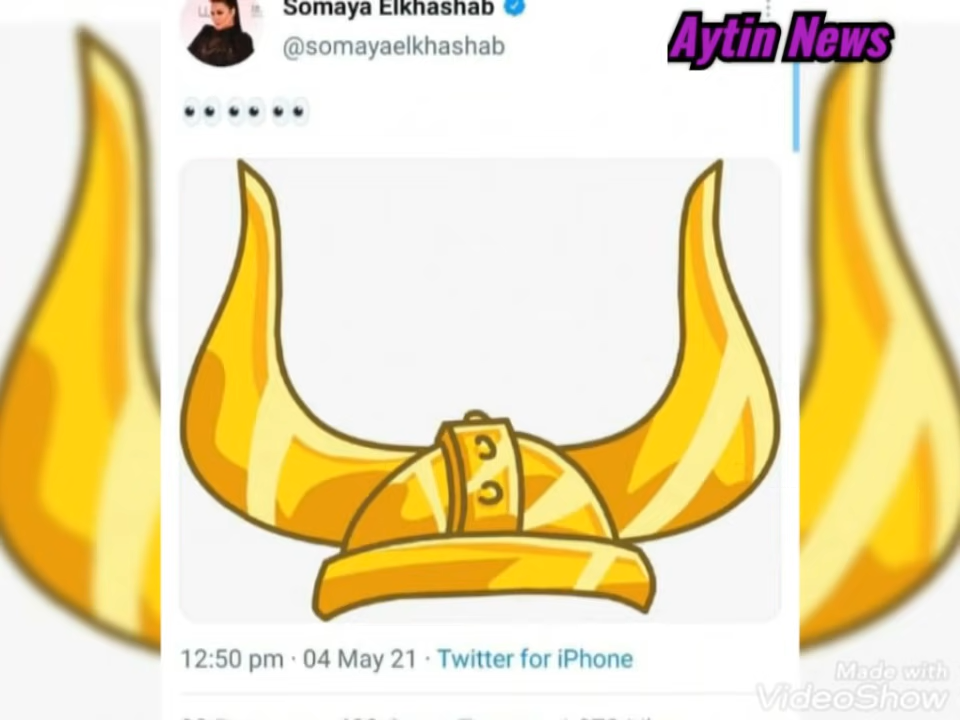 Somaya Elkhashab
@somayaelkhashab
Aytin News
👀 👀 👀
12:50 pm · 04 May 21 · Twitter for iPhone
Made with
VideoShow